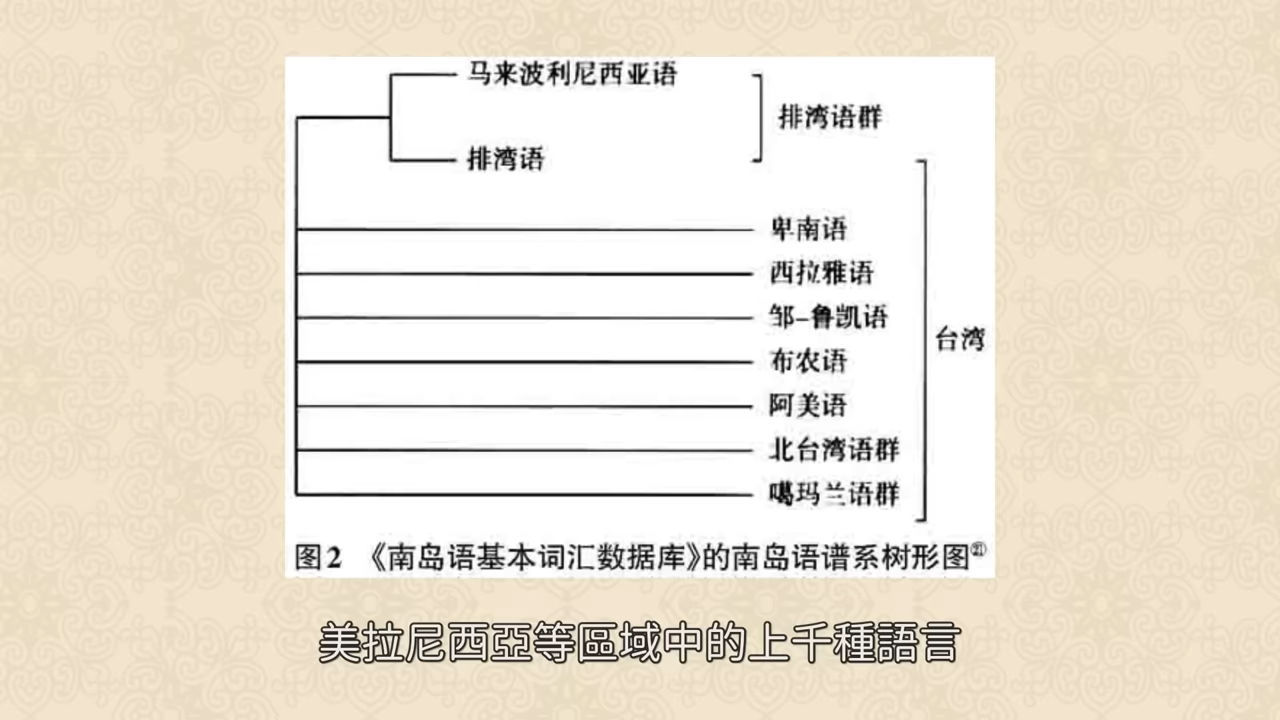 马来波利尼西亚语
排湾语群
排湾语
卑南语
西拉雅语
邹-鲁凯语
台湾
布农语
阿美语
北台湾语群
噶玛兰语群
图2 《南岛语基本词汇数据库》的南岛语谱系树形图㉑
美拉尼西亞等區域中的上千種語言